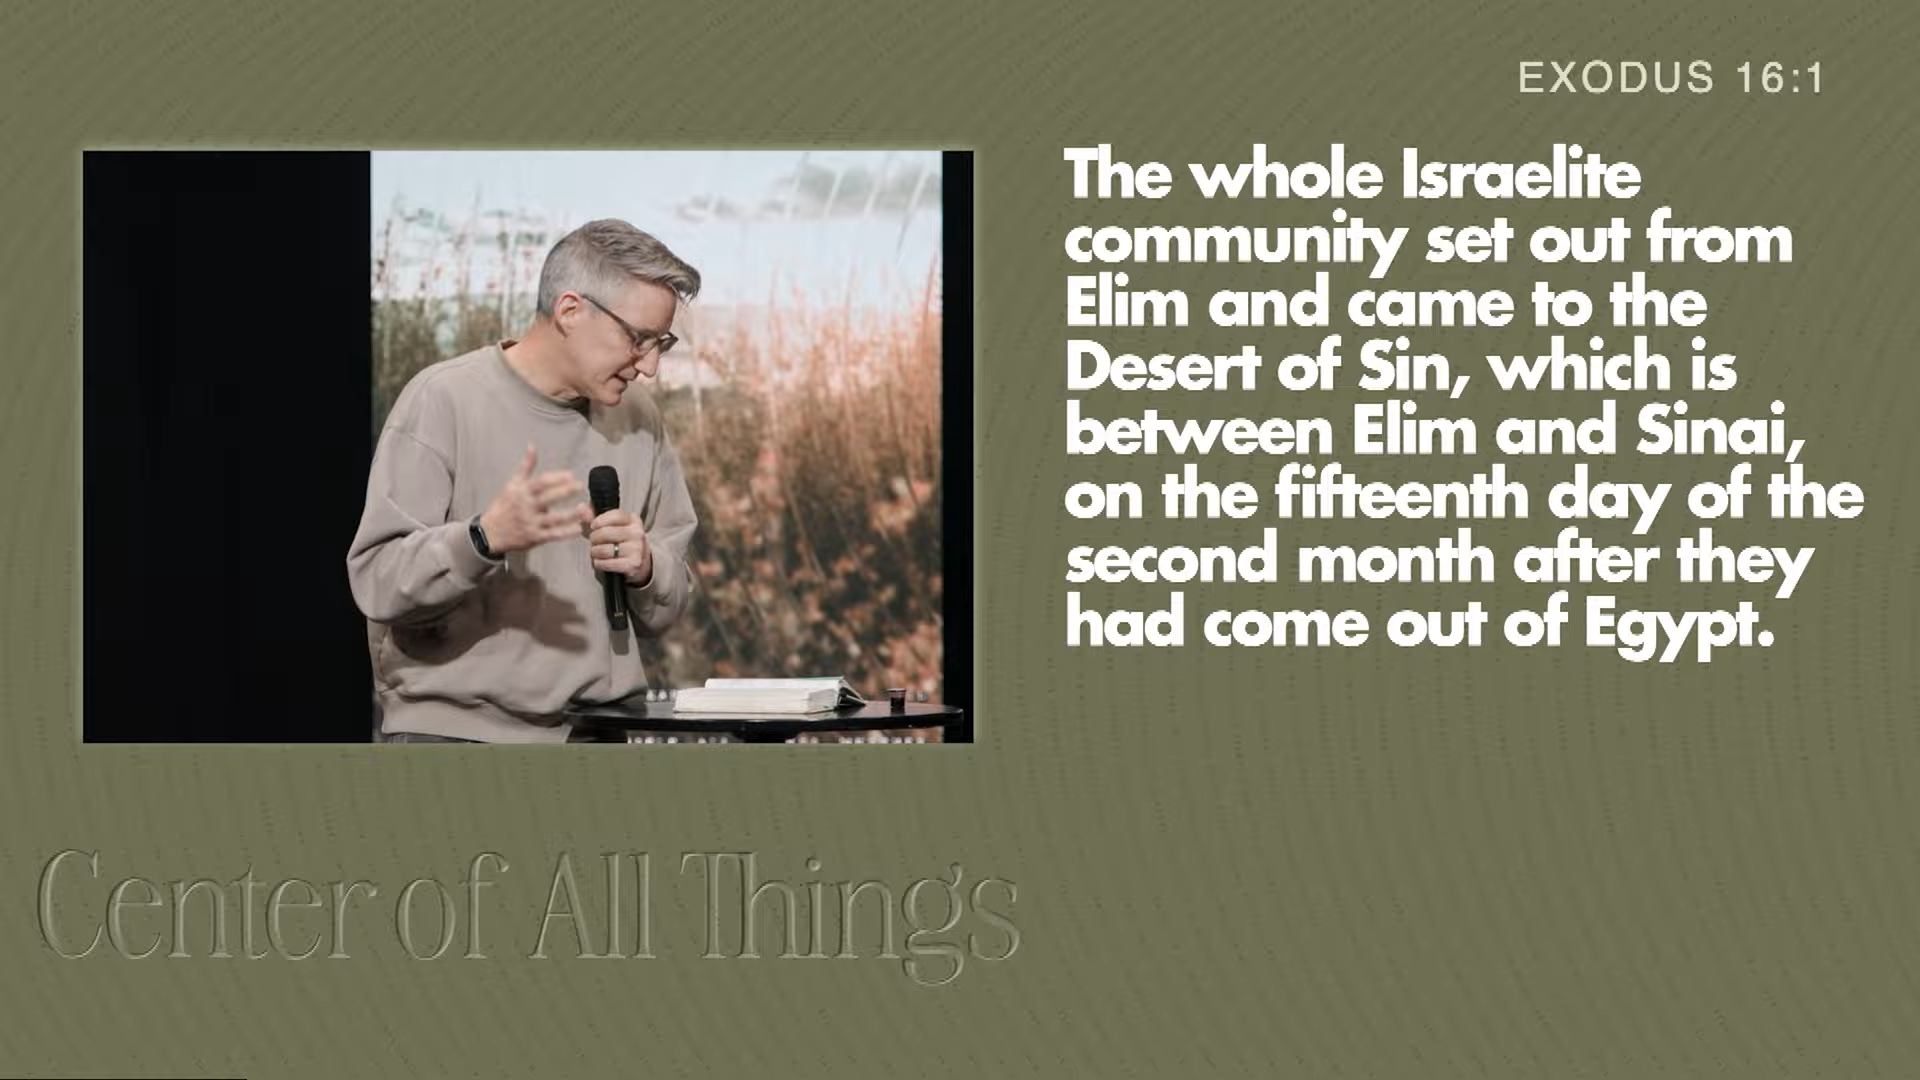 EXODUS 16:1
The whole Israelite
community set out from
Elim and came to the
Desert of Sin, which is
between Elim and Sinai,
on the fifteenth day of the
second month after they
had come out of Egypt.
Center of All Things